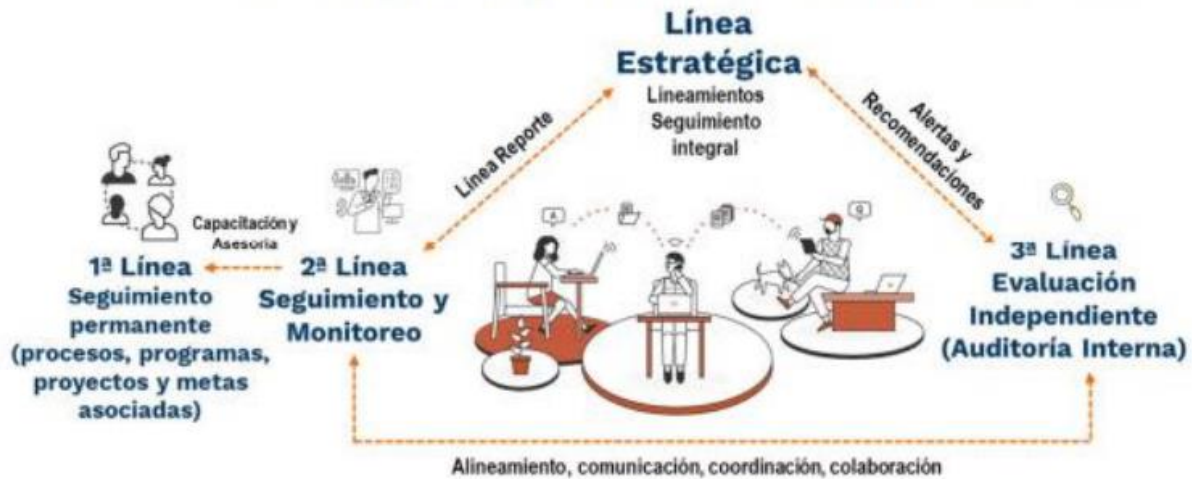 Línea
Estratégica
Lineamientos
Seguimiento
integral
Línea Reporte
Alertas y
Recomendaciones
Capacitación y
Asesoria
1ª Línea
Seguimiento
permanente
(procesos, programas,
proyectos y metas
asociadas)
2ª Línea
Seguimiento y
Monitoreo
A
Q
3ª Línea
Evaluación
Independiente
(Auditoría Interna)
Alineamiento, comunicación, coordinación, colaboración